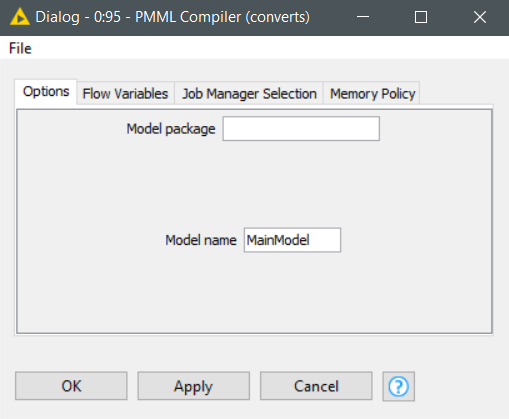 Dialog - 0:95 - PMML Compiler (converts)
File
Options Flow Variables Job Manager Selection Memory Policy
Model package
Model name MainModel
OK Apply Cancel ?